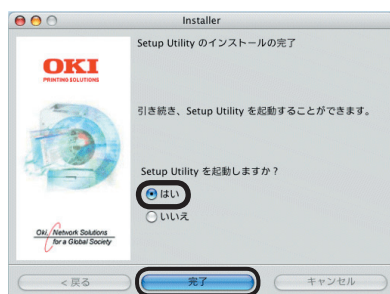 Installer
Setup Utility のインストールの完了
OKI
PRINTING SOLUTIONS
引き続き、Setup Utility を起動することができます。
Setup Utility を起動しますか？
はい
いいえ
Oki, Network Solutions
for a Global Society
< 戻る
完了
キャンセル